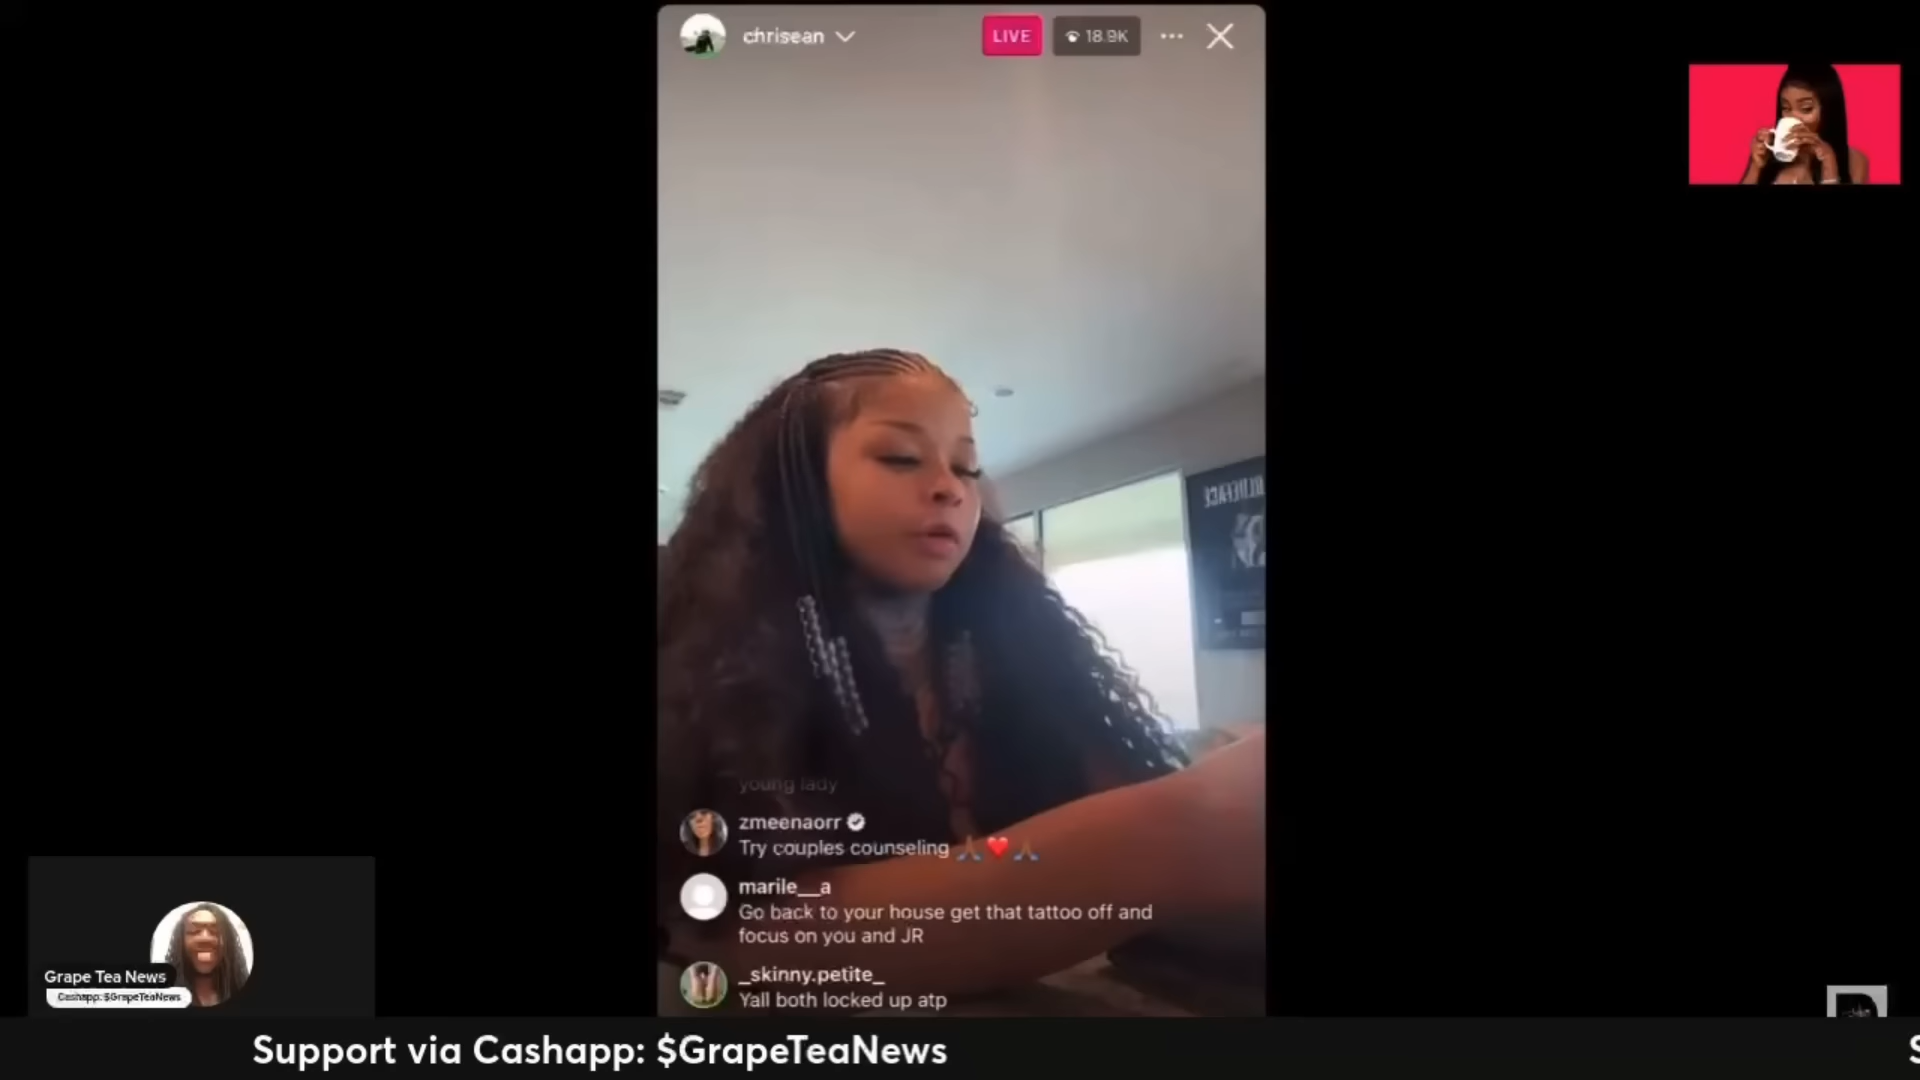 chrisean
LIVE
18.9K
young lady
zmeenaorr
Try couples counseling 🙏🏾❤️🙏🏾
marile__a
Go back to your house get that tattoo off and
focus on you and JR
_skinny.petite_
Yall both locked up atp
Grape Tea News
Cashapp: $GrapeTeaNews
Support via Cashapp: $GrapeTeaNews
S